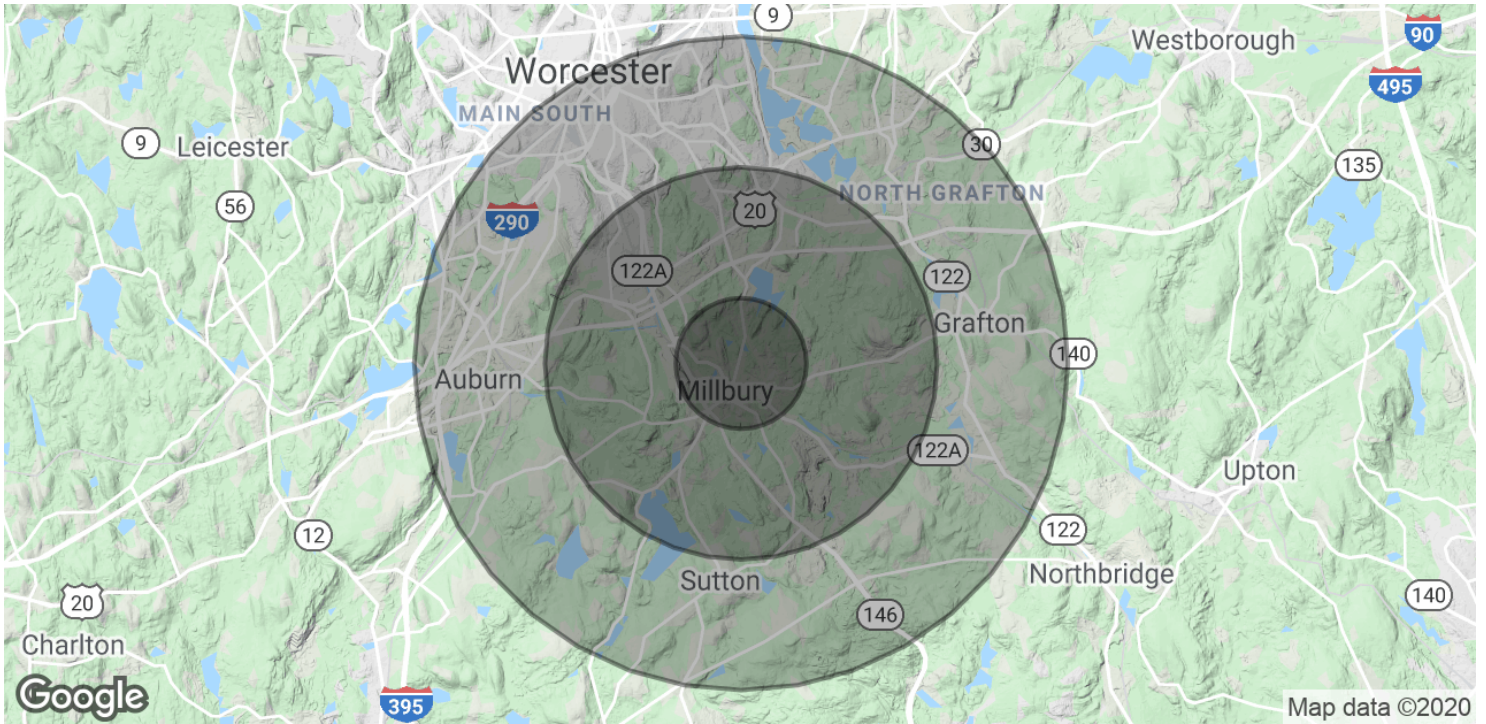 9
Westborough
90
Worcester
495
MAIN SOUTH
9
Leicester
30
135
NORTH GRAFTON
56
20
290
122A
122
Grafton
140
Auburn
Millbury
122A
Upton
12
122
Sutton
Northbridge
20
140
146
Charlton
Google
395
Map data ©2020